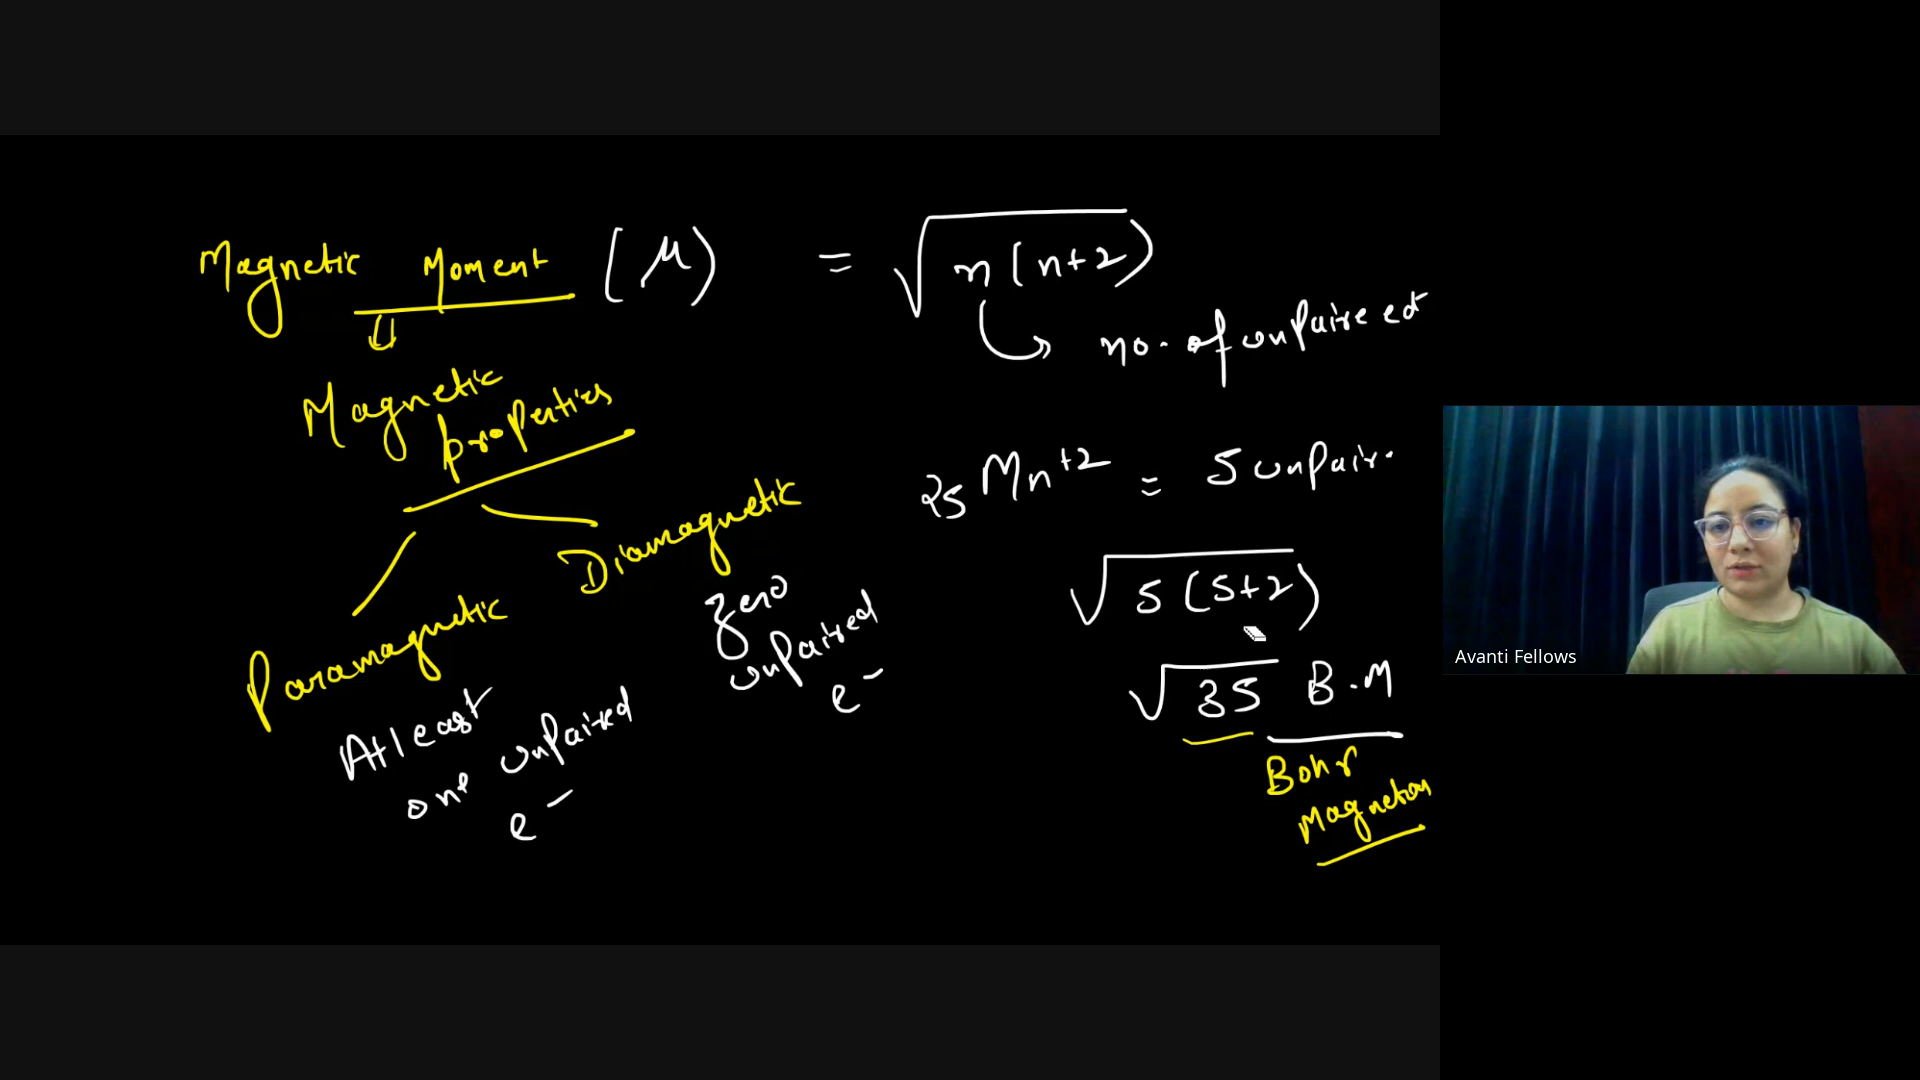 Magnetic Moment (μ) = √n(n+2)
no. of unpaired
Magnetic
properties
25 Mn+2 = 5 unpair.
Diamagnetic
zero
unpaired
e−
√5(5+2)
Paramagnetic
Atleast
one unpaired
e−
√35 B.M
Bohr
Magneton
Avanti Fellows